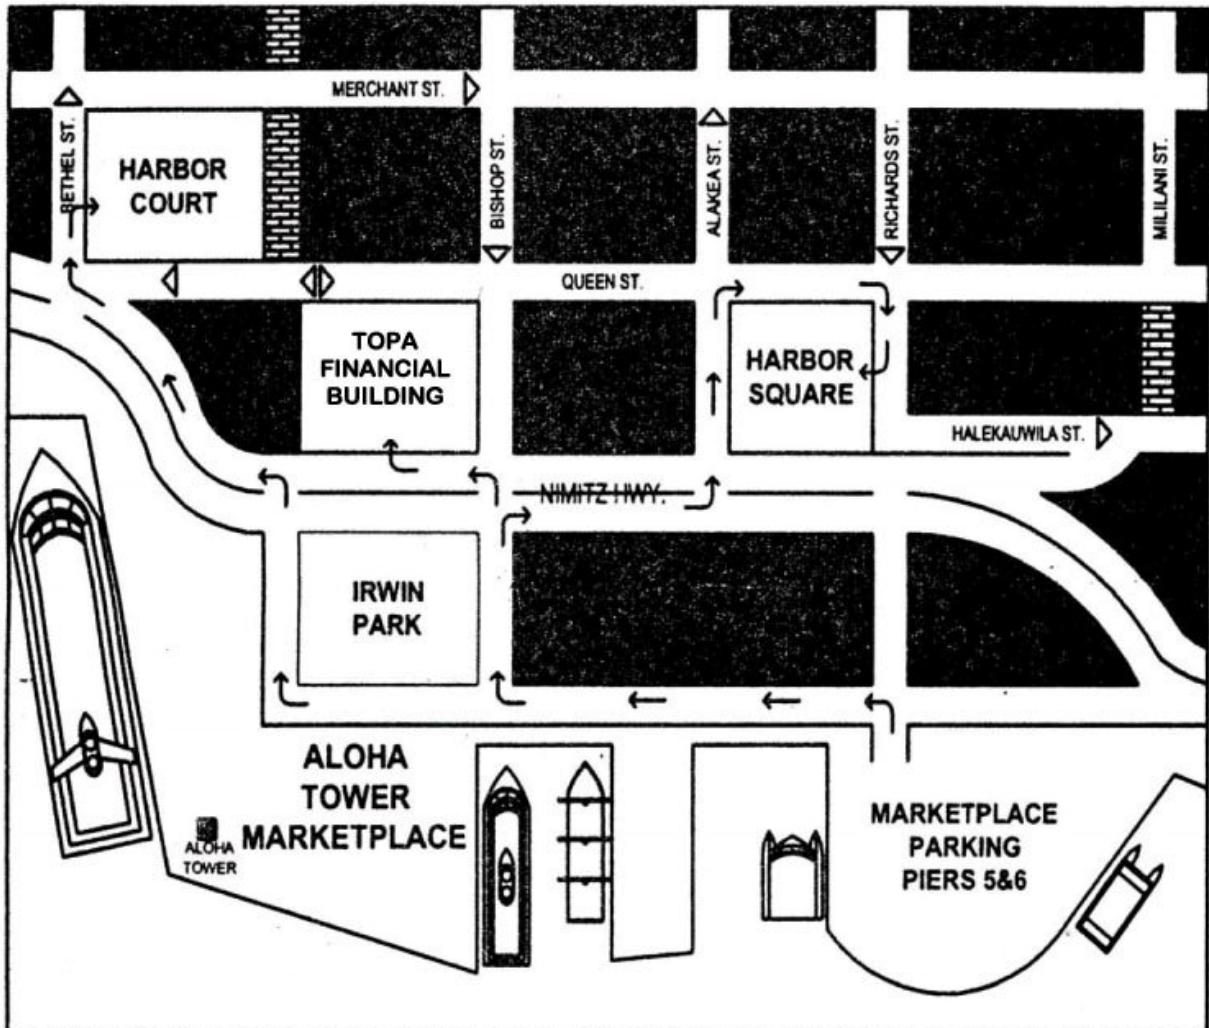 MERCHANT ST.
BETHEL ST.
HARBOR
COURT
BISHOP ST.
ALAKEA ST.
RICHARDS ST.
MILILANI ST.
QUEEN ST.
TOPA
FINANCIAL
BUILDING
HARBOR
SQUARE
HALEKAUWILA ST.
NIMITZ HWY.
IRWIN
PARK
ALOHA
TOWER
MARKETPLACE
ALOHA
TOWER
MARKETPLACE
PARKING
PIERS 5&6